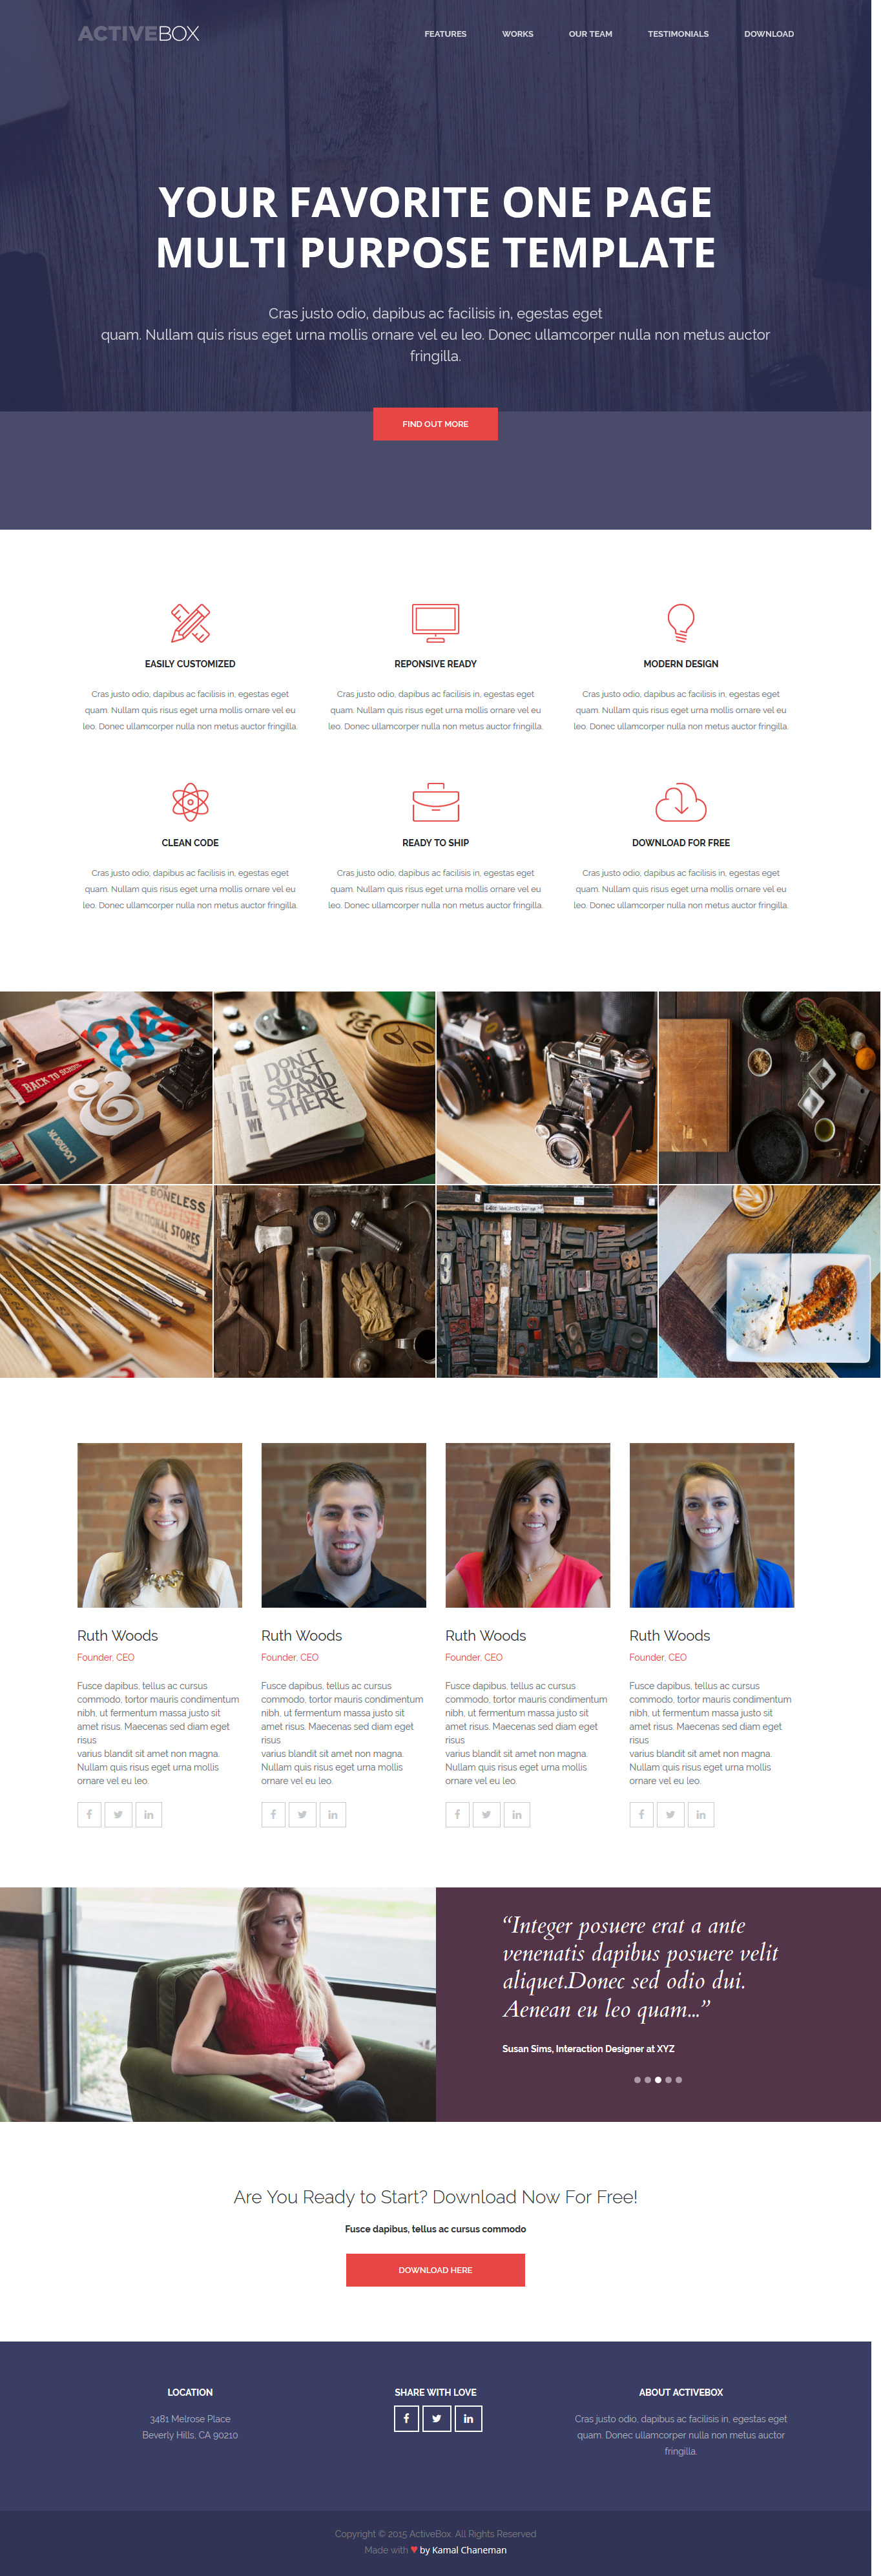 ACTIVEBOX
FEATURES WORKS OUR TEAM TESTIMONIALS DOWNLOAD
YOUR FAVORITE ONE PAGE
MULTI PURPOSE TEMPLATE
Cras justo odio, dapibus ac facilisis in, egestas eget
quam. Nullam quis risus eget urna mollis ornare vel eu leo. Donec ullamcorper nulla non metus auctor
fringilla.
FIND OUT MORE
EASILY CUSTOMIZED
Cras justo odio, dapibus ac facilisis in, egestas eget
quam. Nullam quis risus eget urna mollis ornare vel eu
leo. Donec ullamcorper nulla non metus auctor fringilla.
REPONSIVE READY
Cras justo odio, dapibus ac facilisis in, egestas eget
quam. Nullam quis risus eget urna mollis ornare vel eu
leo. Donec ullamcorper nulla non metus auctor fringilla.
MODERN DESIGN
Cras justo odio, dapibus ac facilisis in, egestas eget
quam. Nullam quis risus eget urna mollis ornare vel eu
leo. Donec ullamcorper nulla non metus auctor fringilla.
CLEAN CODE
Cras justo odio, dapibus ac facilisis in, egestas eget
quam. Nullam quis risus eget urna mollis ornare vel eu
leo. Donec ullamcorper nulla non metus auctor fringilla.
READY TO SHIP
Cras justo odio, dapibus ac facilisis in, egestas eget
quam. Nullam quis risus eget urna mollis ornare vel eu
leo. Donec ullamcorper nulla non metus auctor fringilla.
DOWNLOAD FOR FREE
Cras justo odio, dapibus ac facilisis in, egestas eget
quam. Nullam quis risus eget urna mollis ornare vel eu
leo. Donec ullamcorper nulla non metus auctor fringilla.
13
BACK TO SCHOOL
DON'T
JUST
STAND
THERE
BONELESS
NATIONAL
STORES
Ruth Woods
Founder, CEO
Fusce dapibus, tellus ac cursus
commodo, tortor mauris condimentum
nibh, ut fermentum massa justo sit
amet risus. Maecenas sed diam eget
risus
varius blandit sit amet non magna.
Nullam quis risus eget urna mollis
ornare vel eu leo.
Ruth Woods
Founder, CEO
Fusce dapibus, tellus ac cursus
commodo, tortor mauris condimentum
nibh, ut fermentum massa justo sit
amet risus. Maecenas sed diam eget
risus
varius blandit sit amet non magna.
Nullam quis risus eget urna mollis
ornare vel eu leo.
Ruth Woods
Founder, CEO
Fusce dapibus, tellus ac cursus
commodo, tortor mauris condimentum
nibh, ut fermentum massa justo sit
amet risus. Maecenas sed diam eget
risus
varius blandit sit amet non magna.
Nullam quis risus eget urna mollis
ornare vel eu leo.
Ruth Woods
Founder, CEO
Fusce dapibus, tellus ac cursus
commodo, tortor mauris condimentum
nibh, ut fermentum massa justo sit
amet risus. Maecenas sed diam eget
risus
varius blandit sit amet non magna.
Nullam quis risus eget urna mollis
ornare vel eu leo.
“Integer posuere erat a ante
venenatis dapibus posuere velit
aliquet.Donec sed odio dui.
Aenean eu leo quam...”
Susan Sims, Interaction Designer at XYZ
Are You Ready to Start? Download Now For Free!
Fusce dapibus, tellus ac cursus commodo
DOWNLOAD HERE
LOCATION
3481 Melrose Place
Beverly Hills, CA 90210
SHARE WITH LOVE
ABOUT ACTIVEBOX
Cras justo odio, dapibus ac facilisis in, egestas eget
quam. Donec ullamcorper nulla non metus auctor
fringilla.
Copyright © 2015 ActiveBox. All Rights Reserved
Made with ♥ by Kamal Chaneman